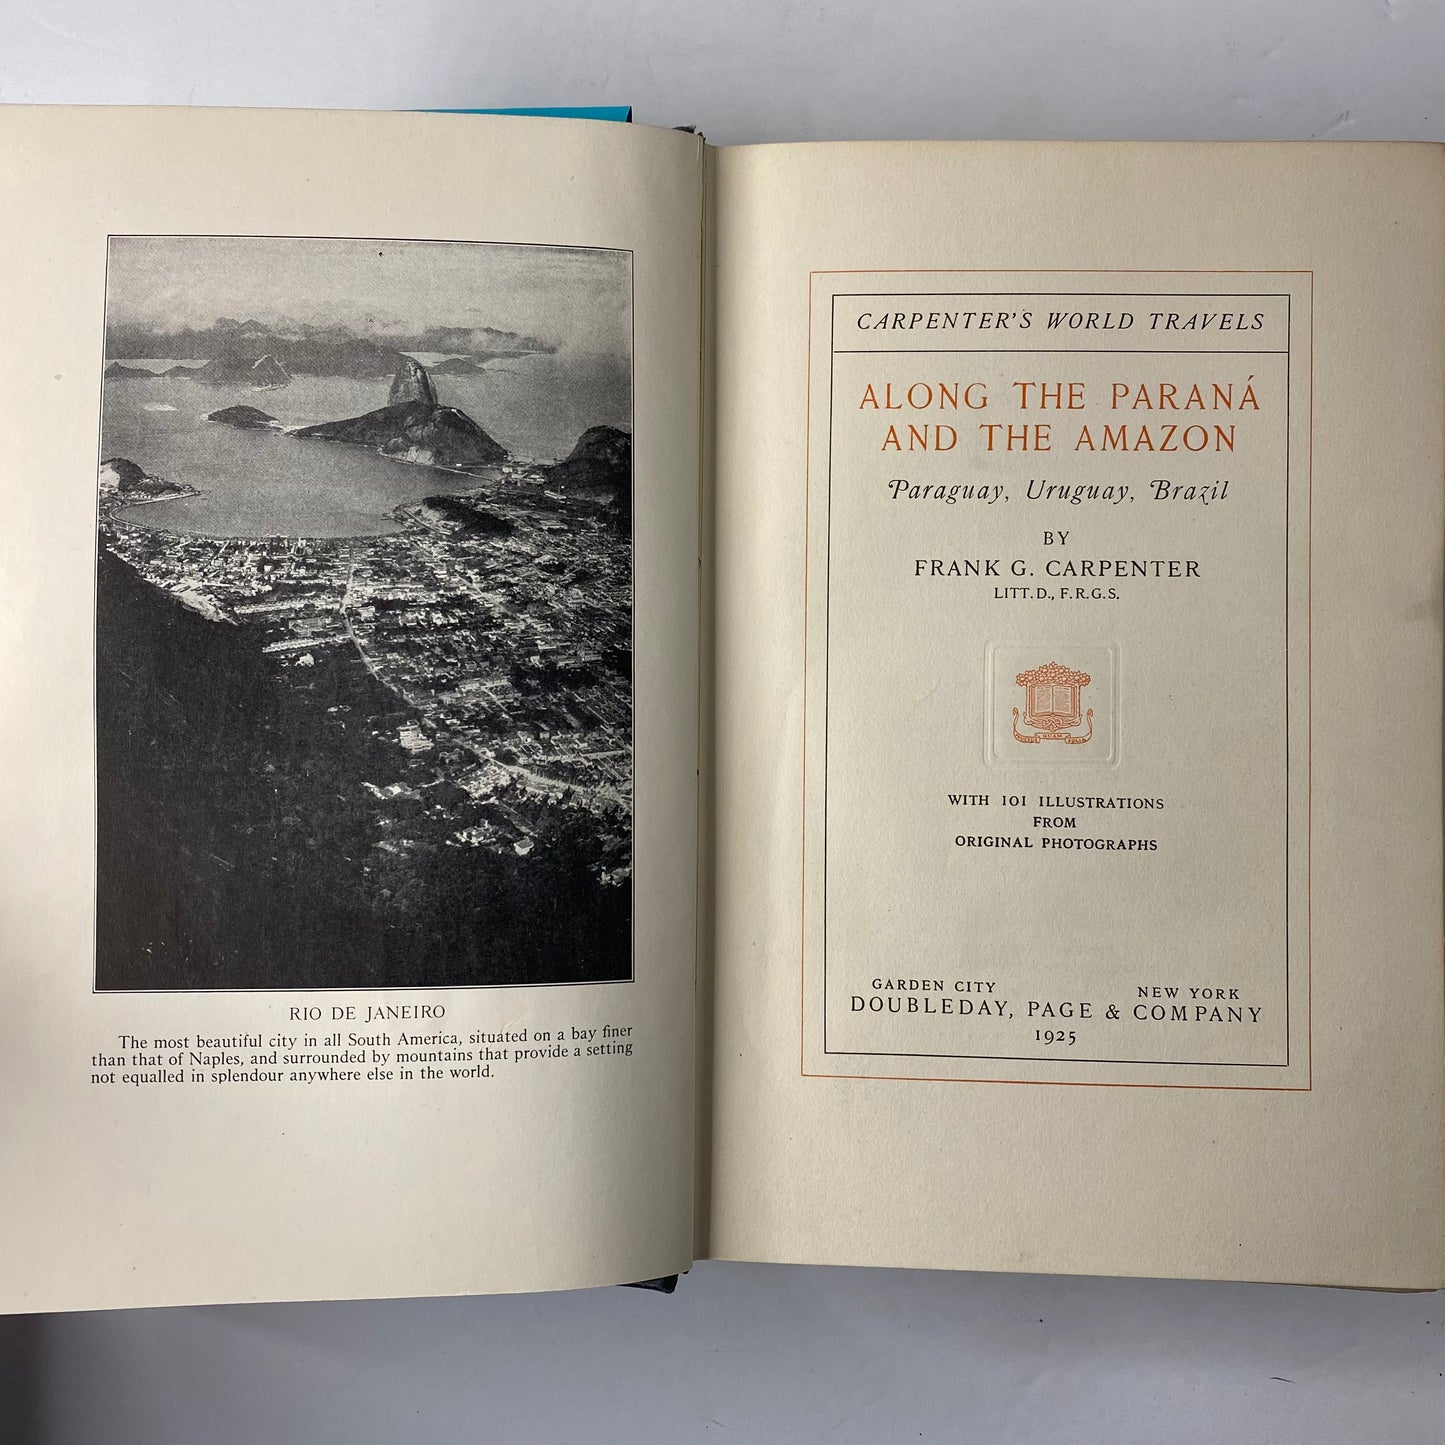 RIO DE JANEIRO
The most beautiful city in all South America, situated on a bay finer
than that of Naples, and surrounded by mountains that provide a setting
not equalled in splendour anywhere else in the world.
CARPENTER'S WORLD TRAVELS
ALONG THE PARANÁ
AND THE AMAZON
Paraguay, Uruguay, Brazil
BY
FRANK G. CARPENTER
LITT.D., F.R.G.S.
QUAM FOLIA
WITH 101 ILLUSTRATIONS
FROM
ORIGINAL PHOTOGRAPHS
GARDEN CITY NEW YORK
DOUBLEDAY, PAGE & COMPANY
1925